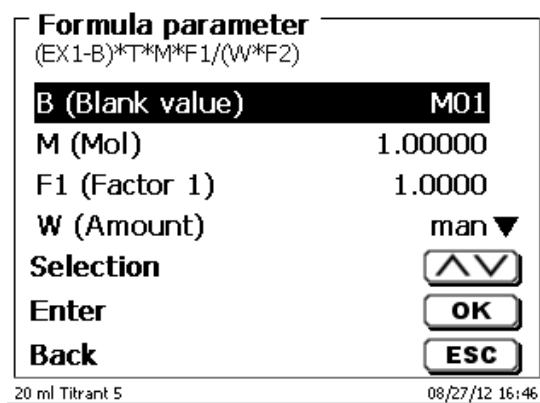 Formula parameter
(EX1-B)*T*M*F1/(W*F2)
B (Blank value) M01
M (Mol) 1.00000
F1 (Factor 1) 1.0000
W (Amount) man ▼
Selection
Enter OK
Back ESC
20 ml Titrant 5 08/27/12 16:46